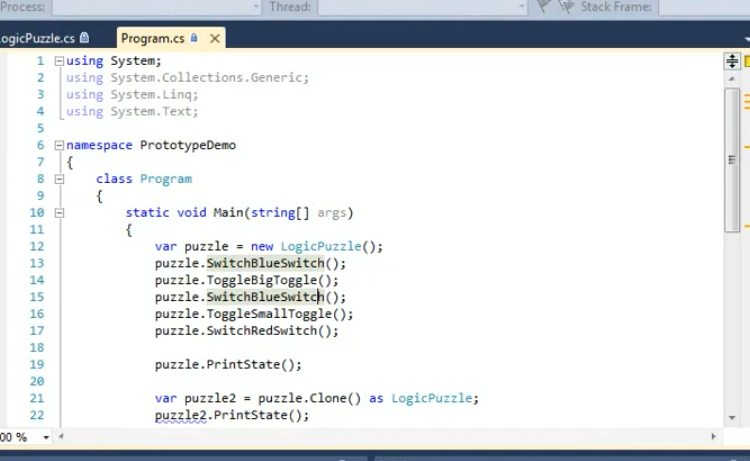 Process:
Thread:
Stack Frame:
LogicPuzzle.cs
Program.cs
1 using System;
2 using System.Collections.Generic;
3 using System.Linq;
4 using System.Text;
5
6 namespace PrototypeDemo
7 {
8 class Program
9 {
10 static void Main(string[] args)
11 {
12 var puzzle = new LogicPuzzle();
13 puzzle.SwitchBlueSwitch();
14 puzzle.ToggleBigToggle();
15 puzzle.SwitchBlueSwitch();
16 puzzle.ToggleSmallToggle();
17 puzzle.SwitchRedSwitch();
18
19 puzzle.PrintState();
20
21 var puzzle2 = puzzle.Clone() as LogicPuzzle;
22 puzzle2.PrintState();
00 %